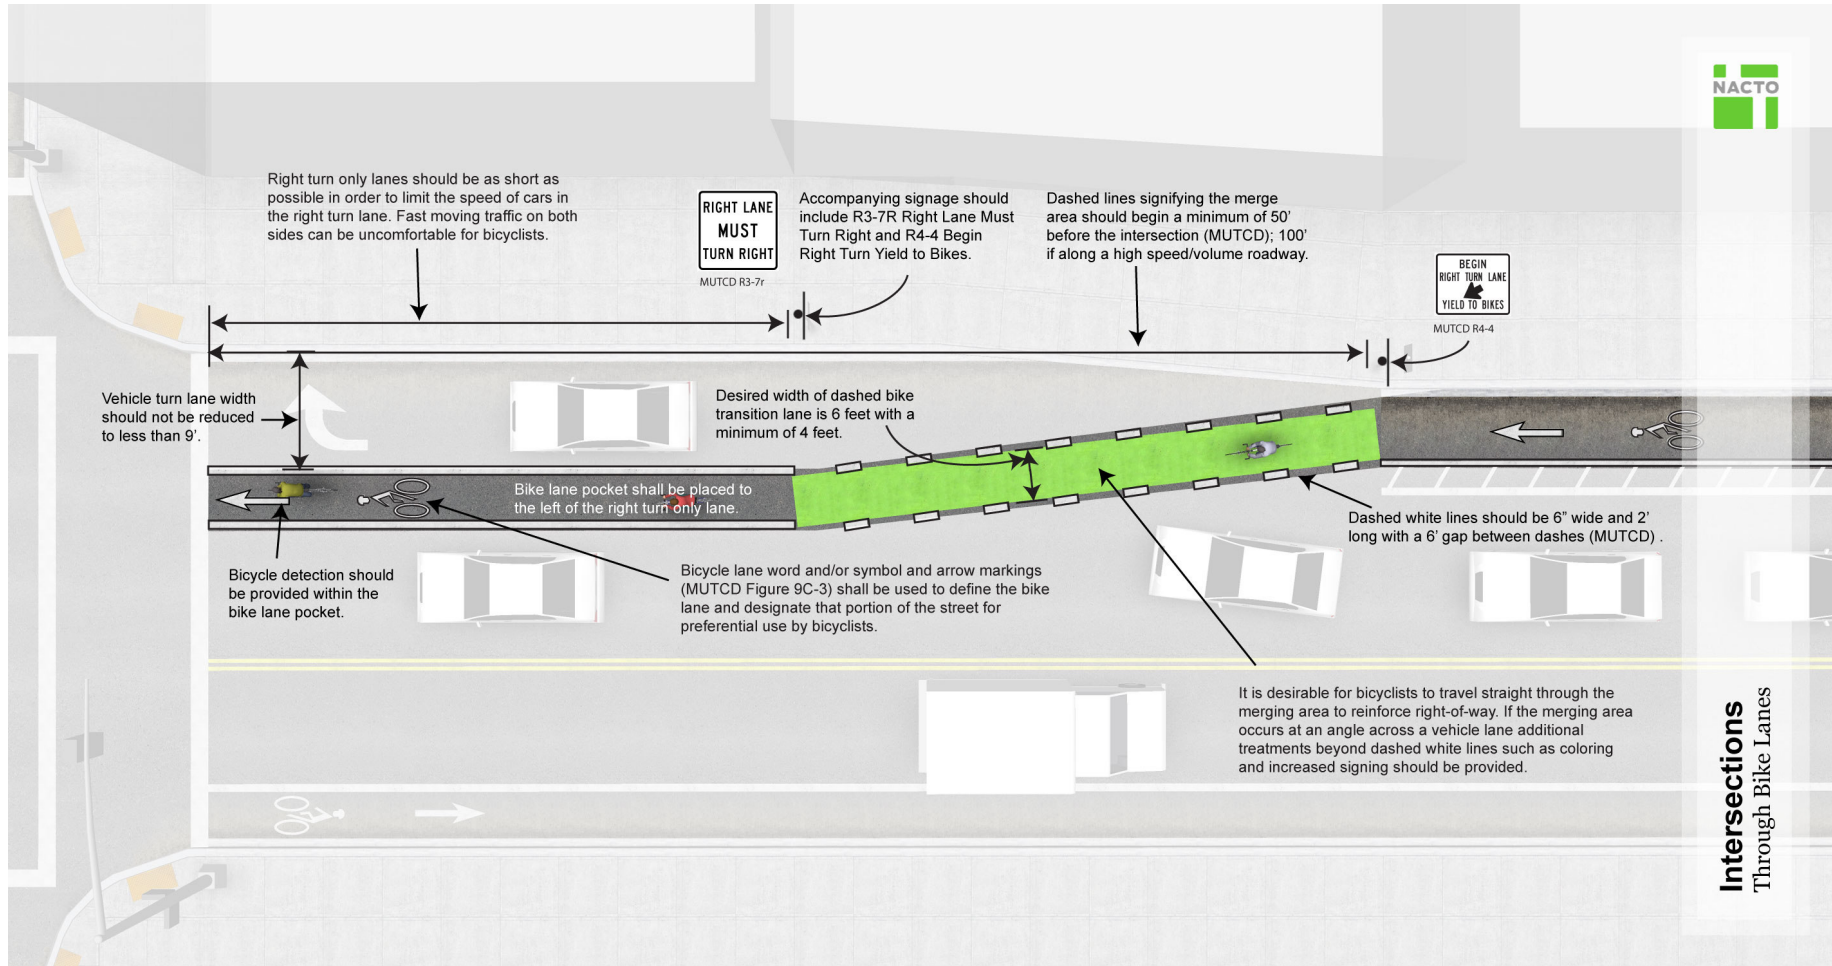 NACTO
Right turn only lanes should be as short as
possible in order to limit the speed of cars in
the right turn lane. Fast moving traffic on both
sides can be uncomfortable for bicyclists.
RIGHT LANE
MUST
TURN RIGHT
MUTCD R3-7r
Accompanying signage should
include R3-7R Right Lane Must
Turn Right and R4-4 Begin
Right Turn Yield to Bikes.
Dashed lines signifying the merge
area should begin a minimum of 50’
before the intersection (MUTCD); 100’
if along a high speed/volume roadway.
BEGIN
RIGHT TURN LANE
YIELD TO BIKES
MUTCD R4-4
Vehicle turn lane width
should not be reduced
to less than 9’.
Desired width of dashed bike
transition lane is 6 feet with a
minimum of 4 feet.
Bike lane pocket shall be placed to
the left of the right turn only lane.
Dashed white lines should be 6” wide and 2’
long with a 6’ gap between dashes (MUTCD) .
Bicycle detection should
be provided within the
bike lane pocket.
Bicycle lane word and/or symbol and arrow markings
(MUTCD Figure 9C-3) shall be used to define the bike
lane and designate that portion of the street for
preferential use by bicyclists.
It is desirable for bicyclists to travel straight through the
merging area to reinforce right-of-way. If the merging area
occurs at an angle across a vehicle lane additional
treatments beyond dashed white lines such as coloring
and increased signing should be provided.
Intersections
Through Bike Lanes